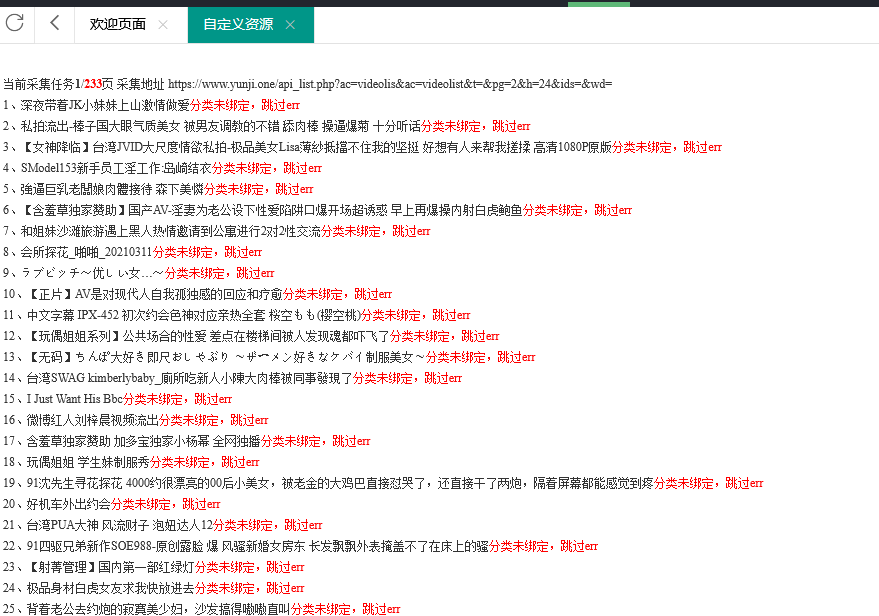 欢迎页面 × 自定义资源 ×
当前采集任务1/233页 采集地址 https://www.yunji.one/api_list.php?ac=videolis&ac=videolist&t=&pg=2&h=24&ids=&wd=
1、深夜带着JK小妹妹上山激情做爱分类未绑定，跳过err
2、私拍流出-棒子国大眼气质美女 被男友调教的不错 舔肉棒 操逼爆菊 十分听话分类未绑定，跳过err
3、【女神降临】台湾JVID大尺度情欲私拍-极品美女Lisa薄紗抵擋不住我的坚挺 好想有人来帮我搓揉 高清1080P原版分类未绑定，跳过err
4、SModel153新手员工淫工作:岛崎结衣分类未绑定，跳过err
5、強逼巨乳老闆娘肉體接待 森下美憐分类未绑定，跳过err
6、【含羞草独家赞助】国产AV-淫妻为老公设下性爱陷阱口爆开场超诱惑 早上再爆操内射白虎鲍鱼分类未绑定，跳过err
7、和姐妹沙滩旅游遇上黑人热情邀请到公寓进行2对2性交流分类未绑定，跳过err
8、会所探花_啪啪_20210311分类未绑定，跳过err
9、ラブビッチ～优しい女…～分类未绑定，跳过err
10、【正片】AV是对现代人自我孤独感的回应和疗愈分类未绑定，跳过err
11、中文字幕 IPX-452 初次约会色神对应亲热全套 桜空もも(撄空桃)分类未绑定，跳过err
12、【玩偶姐姐系列】公共场合的性爱 差点在楼梯间被人发现魂都吓飞了分类未绑定，跳过err
13、【无码】ちんぽ大好き即尺おしゃぶり ～ザーメン好きなケバイ制服美女～分类未绑定，跳过err
14、台湾SWAG kimberlybaby_廁所吃新人小陳大肉棒被同事發現了分类未绑定，跳过err
15、I Just Want His Bbc分类未绑定，跳过err
16、微博红人刘梓晨视频流出分类未绑定，跳过err
17、含羞草独家赞助 加多宝独家小杨幂 全网独播分类未绑定，跳过err
18、玩偶姐姐 学生妹制服秀分类未绑定，跳过err
19、91沈先生寻花探花 4000约很漂亮的00后小美女，被老金的大鸡巴直接怼哭了，还直接干了两炮，隔着屏幕都能感觉到疼分类未绑定，跳过err
20、好机车外出约会分类未绑定，跳过err
21、台湾PUA大神 风流财子 泡妞达人12分类未绑定，跳过err
22、91四驱兄弟新作SOE988-原创露脸 爆 风骚新婚女房东 长发飘飘外表掩盖不了在床上的骚分类未绑定，跳过err
23、【射菁管理】国内第一部红绿灯分类未绑定，跳过err
24、极品身材白虎女友求我快放进去分类未绑定，跳过err
25、背着老公去约炮的寂寞美少妇，沙发搞得嗷嗷直叫分类未绑定，跳过err